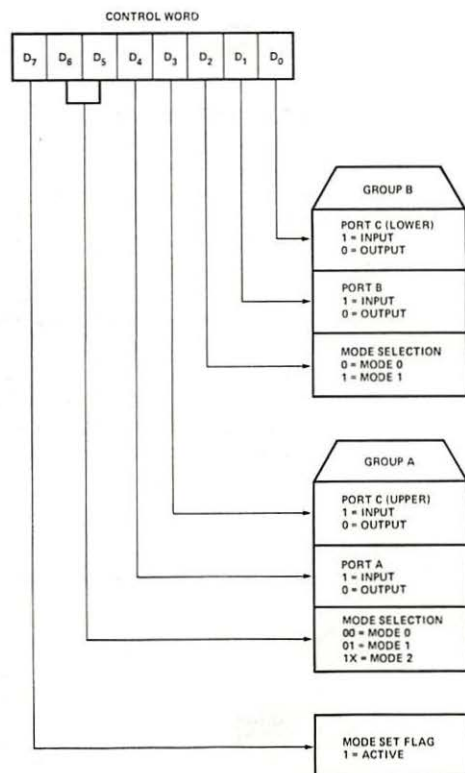 CONTROL WORD
D7 D6 D5 D4 D3 D2 D1 D0
GROUP B
PORT C (LOWER)
1 = INPUT
0 = OUTPUT
PORT B
1 = INPUT
0 = OUTPUT
MODE SELECTION
0 = MODE 0
1 = MODE 1
GROUP A
PORT C (UPPER)
1 = INPUT
0 = OUTPUT
PORT A
1 = INPUT
0 = OUTPUT
MODE SELECTION
00 = MODE 0
01 = MODE 1
1X = MODE 2
MODE SET FLAG
1 = ACTIVE